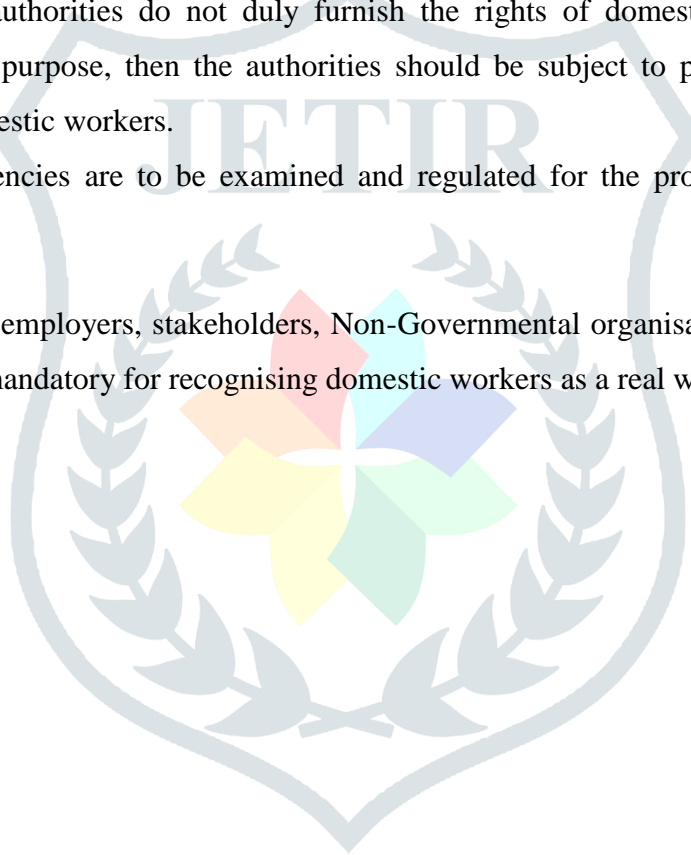 authorities do not duly furnish the rights of domest
purpose, then the authorities should be subject to p
estic workers.
JETIR
encies are to be examined and regulated for the pro
employers, stakeholders, Non-Governmental organisa
mandatory for recognising domestic workers as a real w